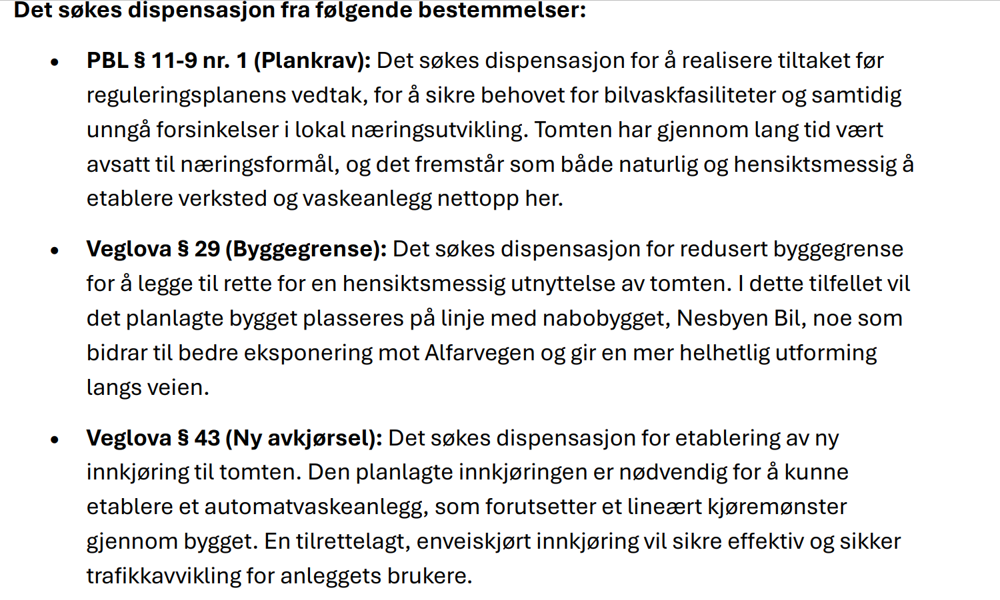 Det søkes dispensasjon fra følgende bestemmelser:
• PBL § 11-9 nr. 1 (Plankrav): Det søkes dispensasjon for å realisere tiltaket før
reguleringsplanens vedtak, for å sikre behovet for bilvaskfasiliteter og samtidig
unngå forsinkelser i lokal næringsutvikling. Tomten har gjennom lang tid vært
avsatt til næringsformål, og det fremstår som både naturlig og hensiktsmessig å
etablere verksted og vaskeanlegg nettopp her.
• Veglova § 29 (Byggegrense): Det søkes dispensasjon for redusert byggegrense
for å legge til rette for en hensiktsmessig utnyttelse av tomten. I dette tilfellet vil
det planlagte bygget plasseres på linje med nabobygget, Nesbyen Bil, noe som
bidrar til bedre eksponering mot Alfarvegen og gir en mer helhetlig utforming
langs veien.
• Veglova § 43 (Ny avkjørsel): Det søkes dispensasjon for etablering av ny
innkjøring til tomten. Den planlagte innkjøringen er nødvendig for å kunne
etablere et automatvaskeanlegg, som forutsetter et lineært kjøremønster
gjennom bygget. En tilrettelagt, enveiskjørt innkjøring vil sikre effektiv og sikker
trafikkavvikling for anleggets brukere.